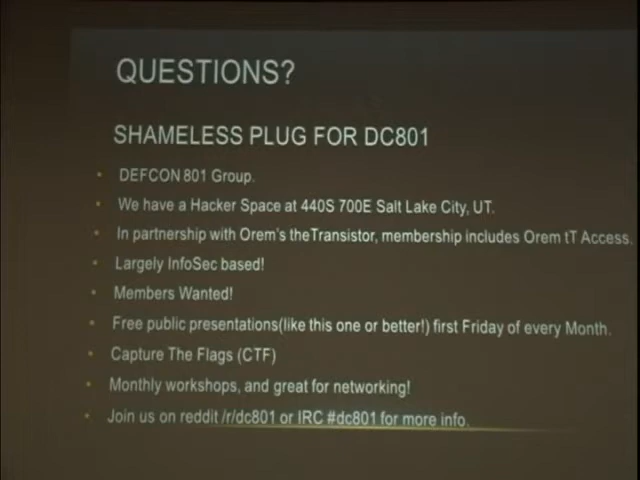 QUESTIONS?
SHAMELESS PLUG FOR DC801
DEFCON 801 Group.
We have a Hacker Space at 440S 700E Salt Lake City, UT.
In partnership with Orem's theTransistor, membership includes Orem tT Access.
Largely InfoSec based!
Members Wanted!
Free public presentations(like this one or better!) first Friday of every Month.
Capture The Flags (CTF)
Monthly workshops, and great for networking!
Join us on reddit /r/dc801 or IRC #dc801 for more info.